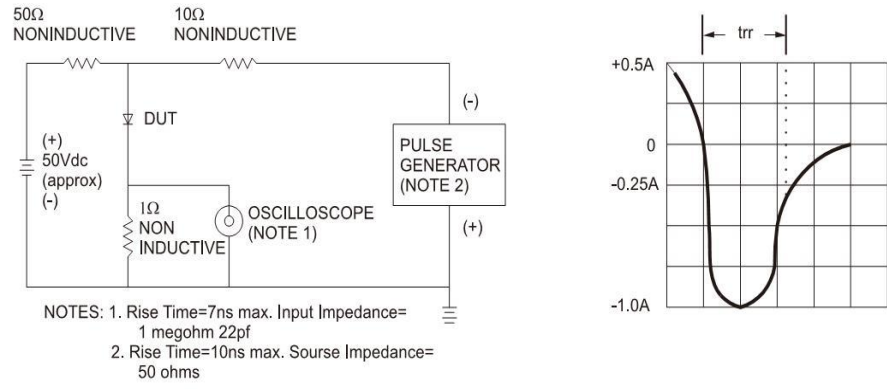 50Ω
NONINDUCTIVE
10Ω
NONINDUCTIVE
DUT
(+)
50Vdc
(approx)
(-)
1Ω
NON
INDUCTIVE
OSCILLOSCOPE
(NOTE 1)
(-)
PULSE
GENERATOR
(NOTE 2)
(+)
NOTES: 1. Rise Time=7ns max. Input Impedance=
1 megohm 22pf
2. Rise Time=10ns max. Sourse Impedance=
50 ohms
trr
+0.5A
0
-0.25A
-1.0A